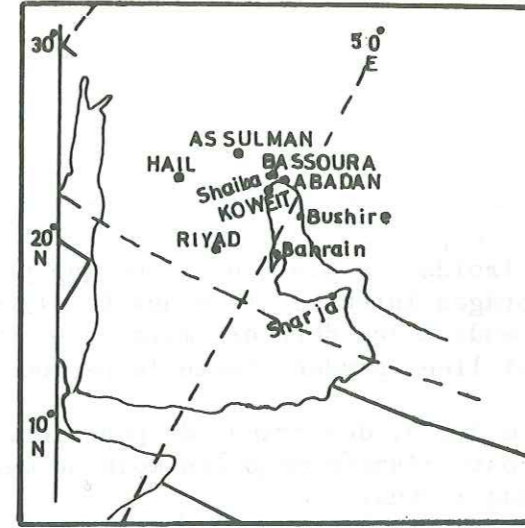 30°
50°
E
AS SULMAN
HAIL
BASSOURA
Shaiba
ABADAN
KOWEIT
Bushire
20°
N
RIYAD
Bahrain
Sharja
10°
N